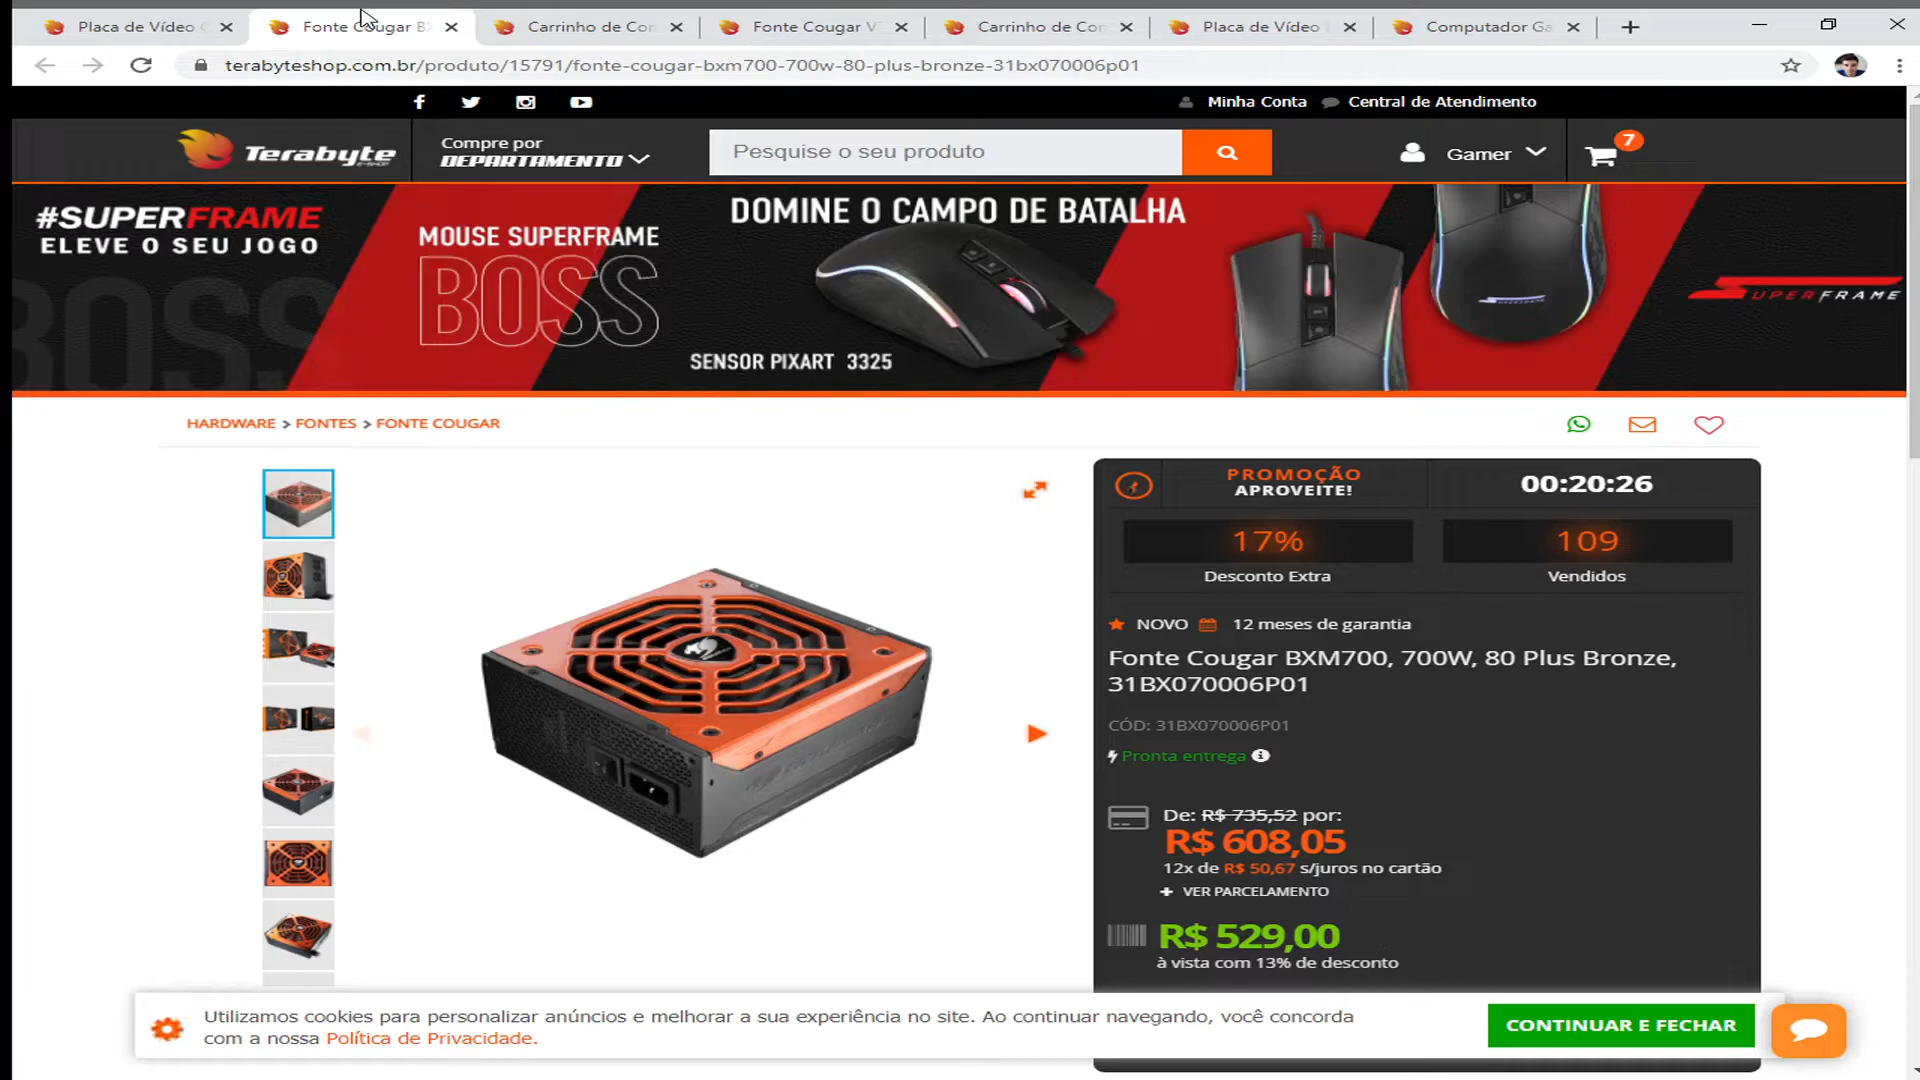 Placa de Vídeo
Fonte Cougar B
Carrinho de Co
Fonte Cougar V
Carrinho de Con
Placa de Vídeo
Computador Ga
terabyteshop.com.br/produto/15791/fonte-cougar-bxm700-700w-80-plus-bronze-31bx070006p01
Minha Conta
Central de Atendimento
Terabyte
E-SHOP
Compre por
DEPARTAMENTO
Pesquise o seu produto
Gamer
7
#SUPERFRAME
ELEVE O SEU JOGO
BOSS
MOUSE SUPERFRAME
BOSS
DOMINE O CAMPO DE BATALHA
SENSOR PIXART 3325
SUPERFRAME
HARDWARE > FONTES > FONTE COUGAR
PROMOÇÃO
APROVEITE!
00:20:26
17%
Desconto Extra
109
Vendidos
NOVO 12 meses de garantia
Fonte Cougar BXM700, 700W, 80 Plus Bronze,
31BX070006P01
CÓD: 31BX070006P01
Pronta entrega
De: R$ 735,52 por:
R$ 608,05
12x de R$ 50,67 s/juros no cartão
+ VER PARCELAMENTO
R$ 529,00
à vista com 13% de desconto
Utilizamos cookies para personalizar anúncios e melhorar a sua experiência no site. Ao continuar navegando, você concorda
com a nossa Política de Privacidade.
CONTINUAR E FECHAR